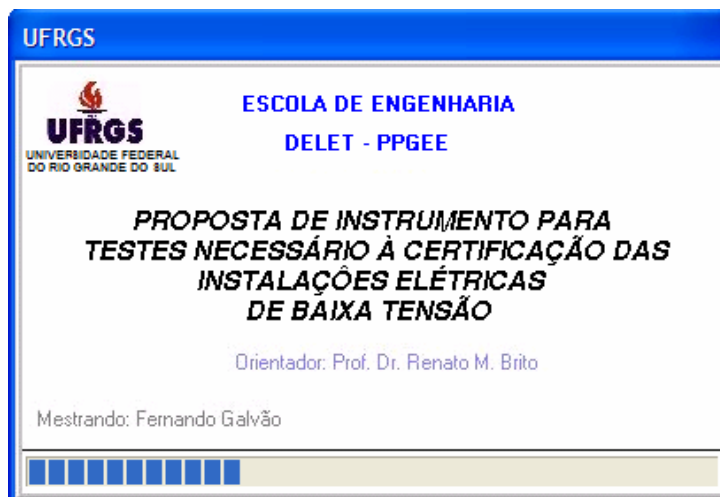 UFRGS
UFRGS
UNIVERSIDADE FEDERAL
DO RIO GRANDE DO SUL
ESCOLA DE ENGENHARIA
DELET - PPGEE
PROPOSTA DE INSTRUMENTO PARA
TESTES NECESSÁRIO À CERTIFICAÇÃO DAS
INSTALAÇÔES ELÉTRICAS
DE BAIXA TENSÃO
Orientador: Prof. Dr. Renato M. Brito
Mestrando: Fernando Galvão